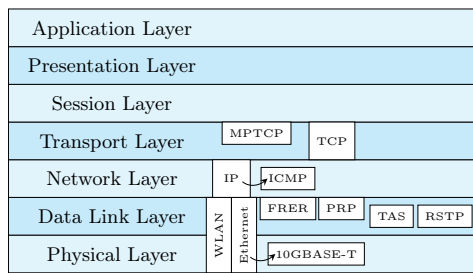 Application Layer
Presentation Layer
Session Layer
Transport Layer
MPTCP
TCP
Network Layer
IP
ICMP
Data Link Layer
WLAN
Ethernet
FRER
PRP
TAS
RSTP
Physical Layer
10GBASE-T